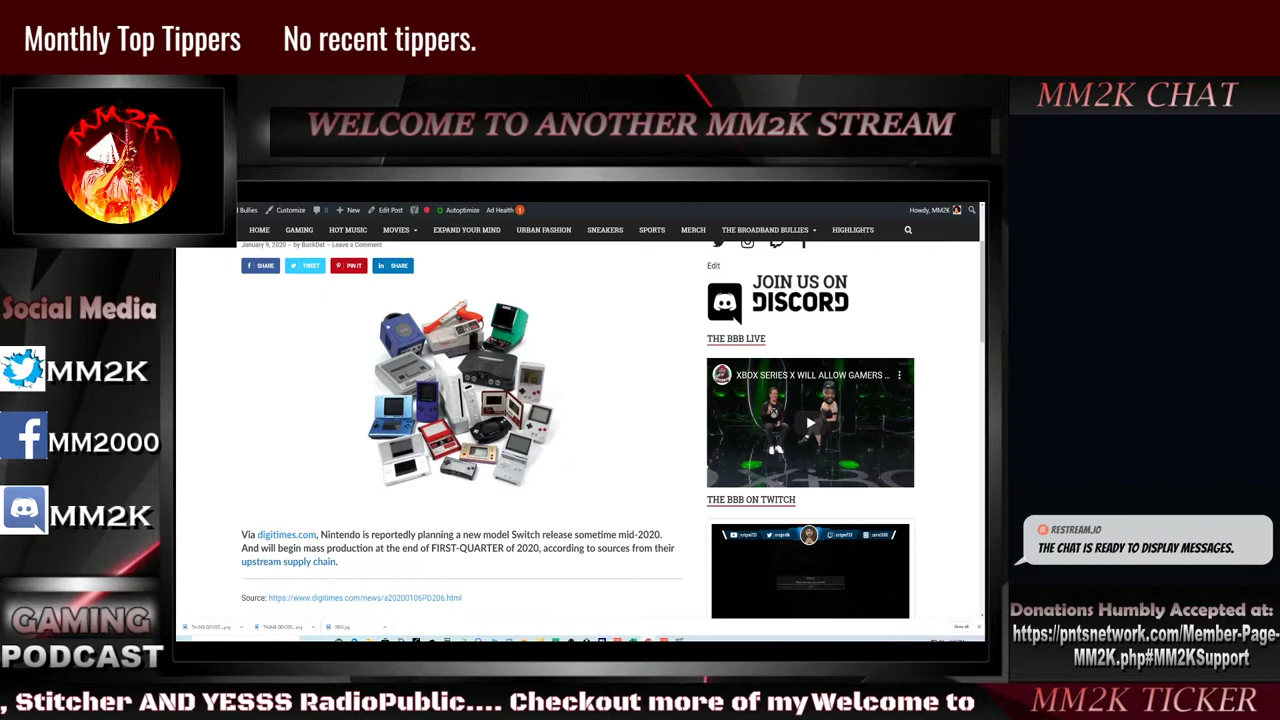 Monthly Top Tippers No recent tippers.
MM2K
WELCOME TO ANOTHER MM2K STREAM
MM2K CHAT
d Bullies Customize 0 New Edit Post Autoptimize Ad Health 1 Howdy, MM2K
HOME GAMING HOT MUSIC MOVIES EXPAND YOUR MIND URBAN FASHION SNEAKERS SPORTS MERCH THE BROADBAND BULLIES HIGHLIGHTS
January 9, 2020 - by BuckDat - Leave a Comment
SHARE TWEET PIN IT SHARE
Edit
JOIN US ON
DISCORD
THE BBB LIVE
XBOX SERIES X WILL ALLOW GAMERS ...
THE BBB ON TWITCH
Via digitimes.com, Nintendo is reportedly planning a new model Switch release sometime mid-2020.
And will begin mass production at the end of FIRST-QUARTER of 2020, according to sources from their
upstream supply chain.
Source: https://www.digitimes.com/news/a20200106PD206.html
Show all
Social Media
MM2K
MM2000
MM2K
GAMING
PODCAST
RESTREAM.IO
THE CHAT IS READY TO DISPLAY MESSAGES.
Donations Humbly Accepted at:
https://pntsnetwork.com/Member-Page-
MM2K.php#MM2KSupport
, Stitcher AND YESSS RadioPublic.... Checkout more of myWelcome to
MM2K TICKER